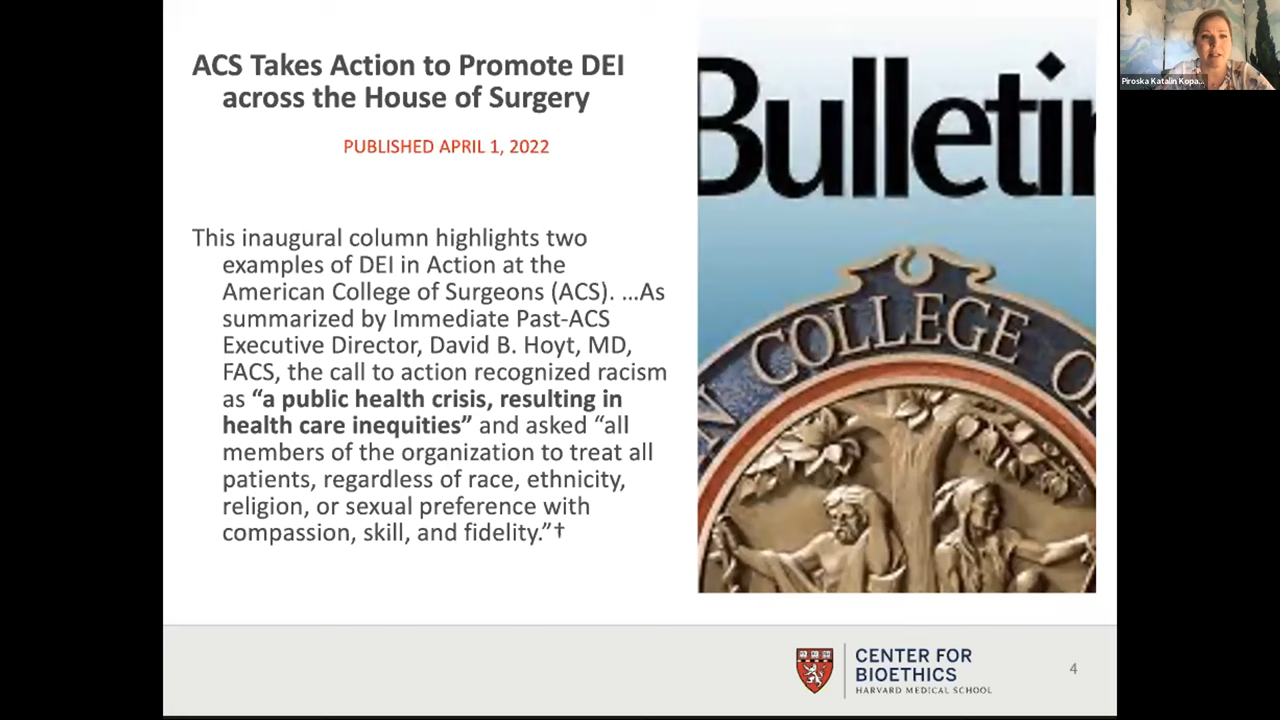 ACS Takes Action to Promote DEI
across the House of Surgery
PUBLISHED APRIL 1, 2022
This inaugural column highlights two
examples of DEI in Action at the
American College of Surgeons (ACS). …As
summarized by Immediate Past-ACS
Executive Director, David B. Hoyt, MD,
FACS, the call to action recognized racism
as “a public health crisis, resulting in
health care inequities” and asked “all
members of the organization to treat all
patients, regardless of race, ethnicity,
religion, or sexual preference with
compassion, skill, and fidelity.”†
Bulletin
N COLLEGE O
Piroska Katalin Kopa...
CENTER FOR
BIOETHICS
HARVARD MEDICAL SCHOOL
4